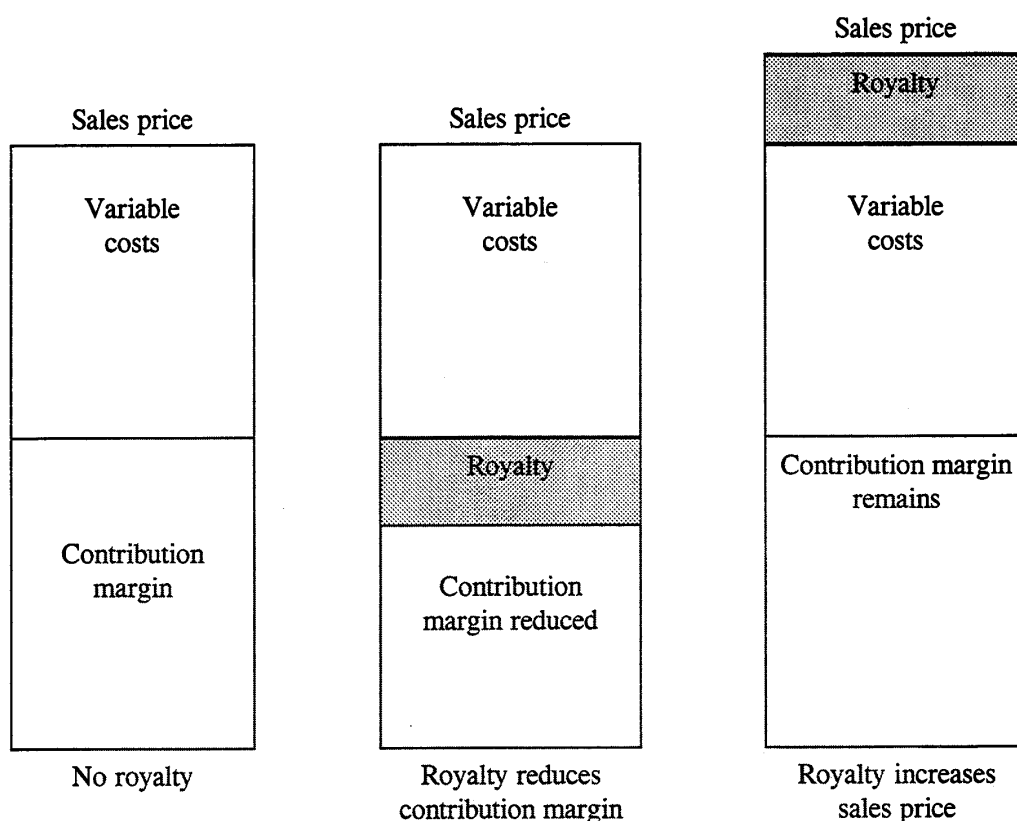 Sales price
Variable
costs
Contribution
margin
No royalty
Sales price
Variable
costs
Royalty
Contribution
margin reduced
Royalty reduces
contribution margin
Sales price
Royalty
Variable
costs
Contribution margin
remains
Royalty increases
sales price